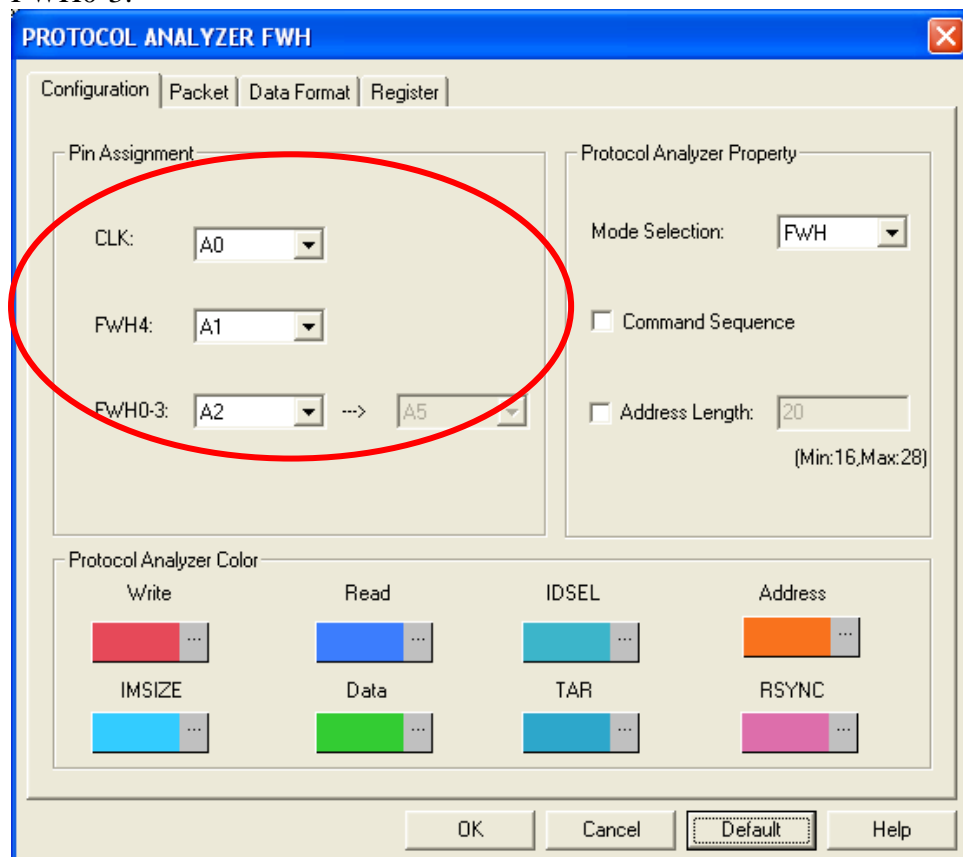 FWH0-3.
PROTOCOL ANALYZER FWH
Configuration Packet Data Format Register
Pin Assignment
CLK: A0
FWH4: A1
FWH0-3: A2 ---> A5
Protocol Analyzer Property
Mode Selection: FWH
Command Sequence
Address Length: 20
(Min:16,Max:28)
Protocol Analyzer Color
Write Read IDSEL Address
... ... ... ...
IMSIZE Data TAR RSYNC
... ... ... ...
OK Cancel Default Help